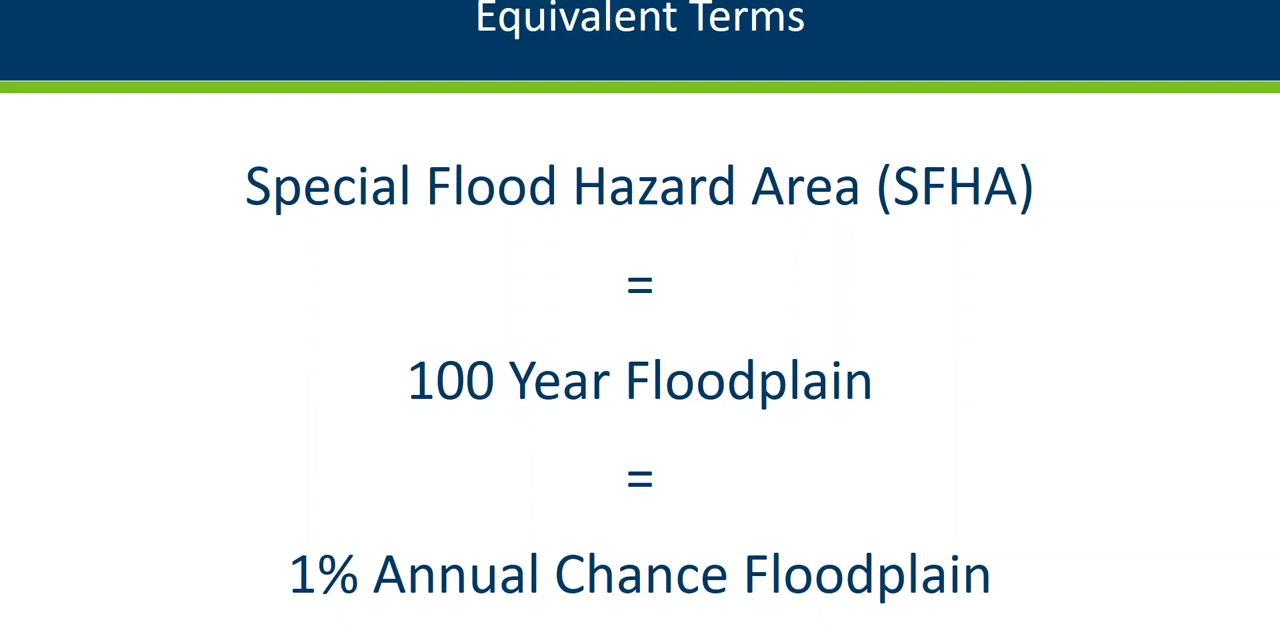 Equivalent Terms
Special Flood Hazard Area (SFHA)
=
100 Year Floodplain
=
1% Annual Chance Floodplain